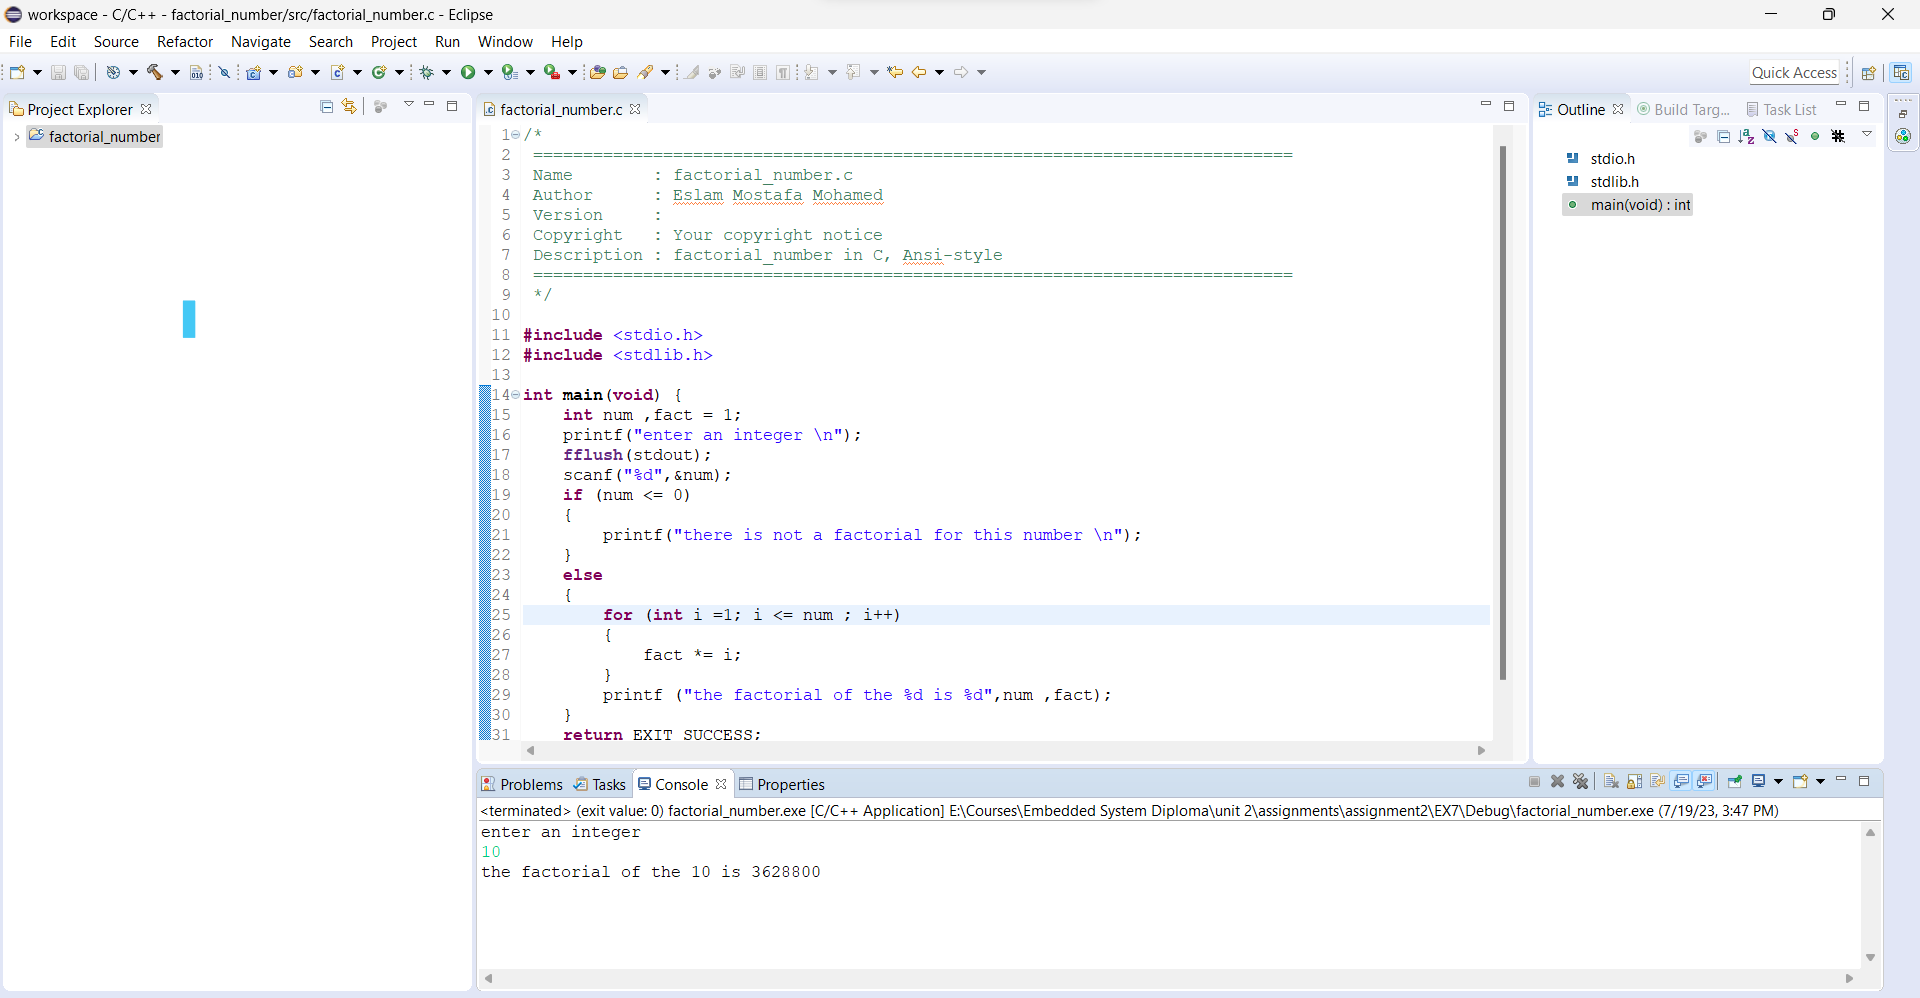 workspace - C/C++ - factorial_number/src/factorial_number.c - Eclipse
File Edit Source Refactor Navigate Search Project Run Window Help
Quick Access
Project Explorer
factorial_number
factorial_number.c
1 /*
2 ============================================================================
3 Name        : factorial_number.c
4 Author      : Eslam Mostafa Mohamed
5 Version     :
6 Copyright   : Your copyright notice
7 Description : factorial_number in C, Ansi-style
8 ============================================================================
9 */
10
11 #include <stdio.h>
12 #include <stdlib.h>
13
14 int main(void) {
15     int num ,fact = 1;
16     printf("enter an integer \n");
17     fflush(stdout);
18     scanf("%d",&num);
19     if (num <= 0)
20     {
21         printf("there is not a factorial for this number \n");
22     }
23     else
24     {
25         for (int i =1; i <= num ; i++)
26         {
27             fact *= i;
28         }
29         printf ("the factorial of the %d is %d",num ,fact);
30     }
31     return EXIT_SUCCESS;
Outline Build Targ... Task List
stdio.h
stdlib.h
main(void) : int
Problems Tasks Console Properties
<terminated> (exit value: 0) factorial_number.exe [C/C++ Application] E:\Courses\Embedded System Diploma\unit 2\assignments\assignment2\EX7\Debug\factorial_number.exe (7/19/23, 3:47 PM)
enter an integer
10
the factorial of the 10 is 3628800